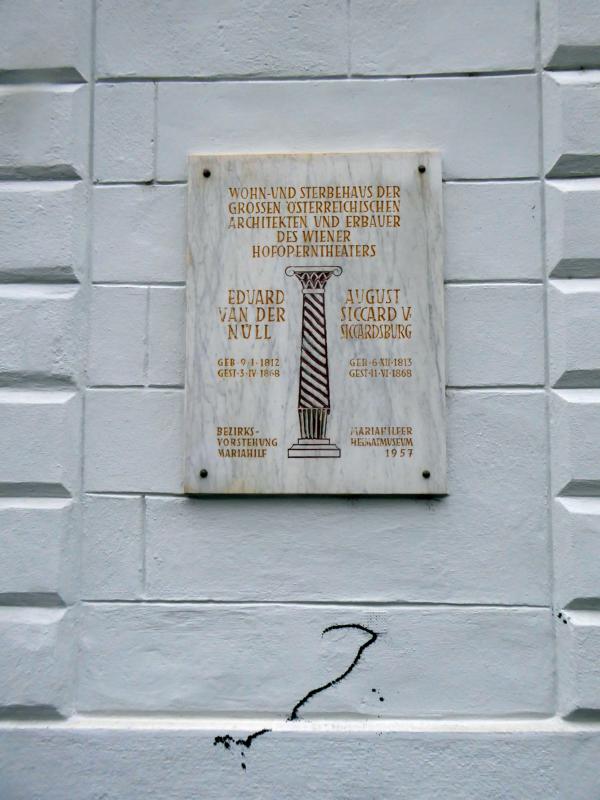 WOHN-UND STERBEHAUS DER
GROSSEN ÖSTERREICHISCHEN
ARCHITEKTEN UND ERBAUER
DES WIENER
HOFOPERNTHEATERS
EDUARD
VAN DER
NÜLL
GEB·9·I·1812
GEST·3·IV·1868
AUGUST
SICCARD V·
SICCARDSBURG
GEB·6·XII·1813
GEST·11·VI·1868
BEZIRKS-
VORSTEHUNG
MARIAHILF
MARIAHILFER
HEIMATMUSEUM
1957